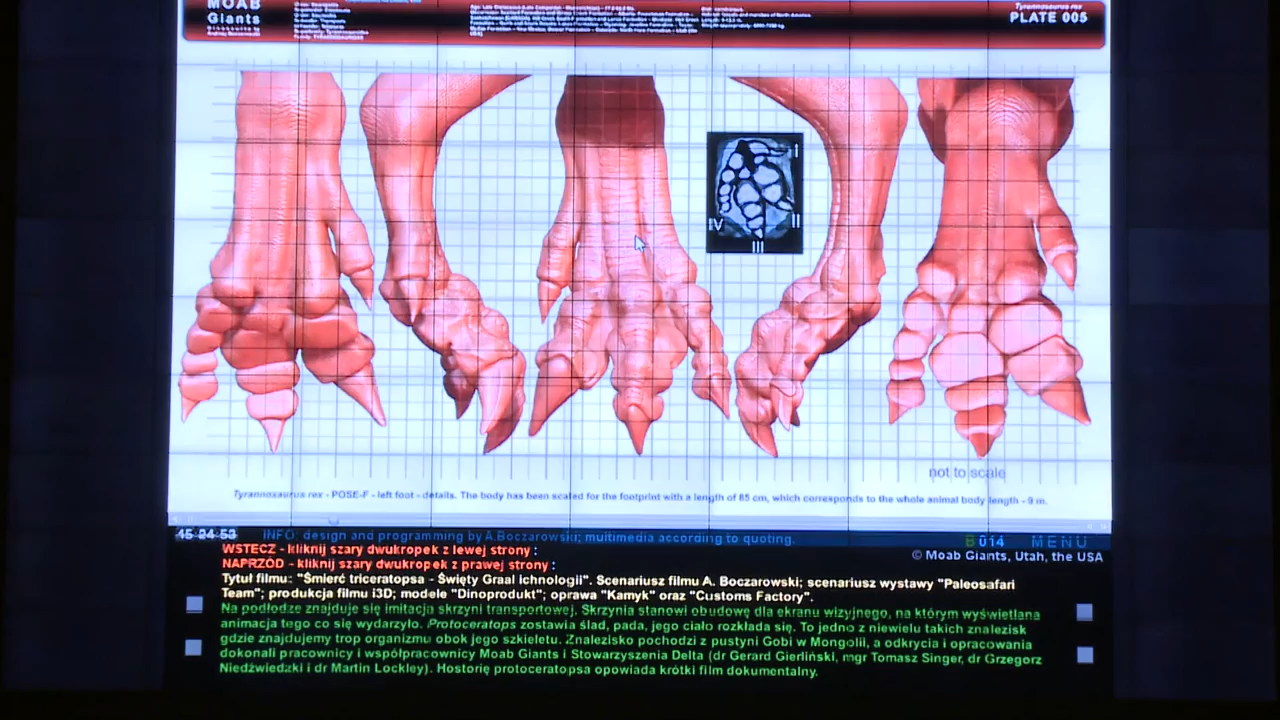 MOAB
Giants
Tyrannosaurus rex
PLATE 005
I
II
III
IV
not to scale
Tyrannosaurus rex - POSE-F - left foot - details. The body has been scaled for the footprint with a length of 85 cm, which corresponds to the whole animal body length - 9 m.
45-24-53
INFO: design and programming by A.Boczarowski; multimedia according to quoting.
B 014
MENU
WSTECZ - kliknij szary dwukropek z lewej strony :
© Moab Giants, Utah, the USA
NAPRZÓD - kliknij szary dwukropek z prawej strony :
Tytuł filmu: "Śmierć triceratopsa - Święty Graal ichnologii". Scenariusz filmu A. Boczarowski; scenariusz wystawy "Paleosafari
Team"; produkcja filmu i3D; modele "Dinoprodukt"; oprawa "Kamyk" oraz "Customs Factory".
Na podłodze znajduje się imitacja skrzyni transportowej. Skrzynia stanowi obudowę dla ekranu wizyjnego, na którym wyświetlana
animacja tego co się wydarzyło. Protoceratops zostawia ślad, pada, jego ciało rozkłada się. To jedno z niewielu takich znalezisk
gdzie znajdujemy trop organizmu obok jego szkieletu. Znalezisko pochodzi z pustyni Gobi w Mongolii, a odkrycia i opracowania
dokonali pracownicy i współpracownicy Moab Giants i Stowarzyszenia Delta (dr Gerard Gierliński, mgr Tomasz Singer, dr Grzegorz
Niedźwiedzki i dr Martin Lockley). Hostorię protoceratopsa opowiada krótki film dokumentalny.